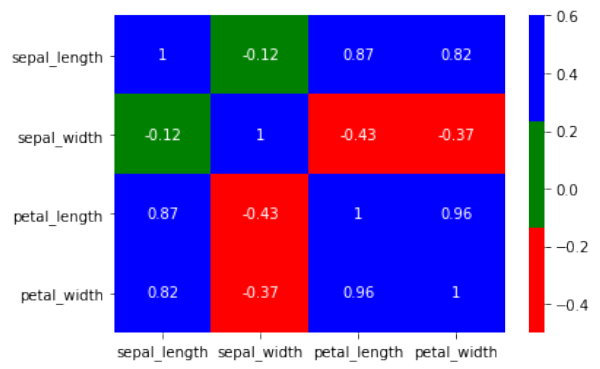 sepal_length 1 -0.12 0.87 0.82
sepal_width -0.12 1 -0.43 -0.37
petal_length 0.87 -0.43 1 0.96
petal_width 0.82 -0.37 0.96 1
sepal_length sepal_width petal_length petal_width
0.6
0.4
0.2
0.0
−0.2
−0.4